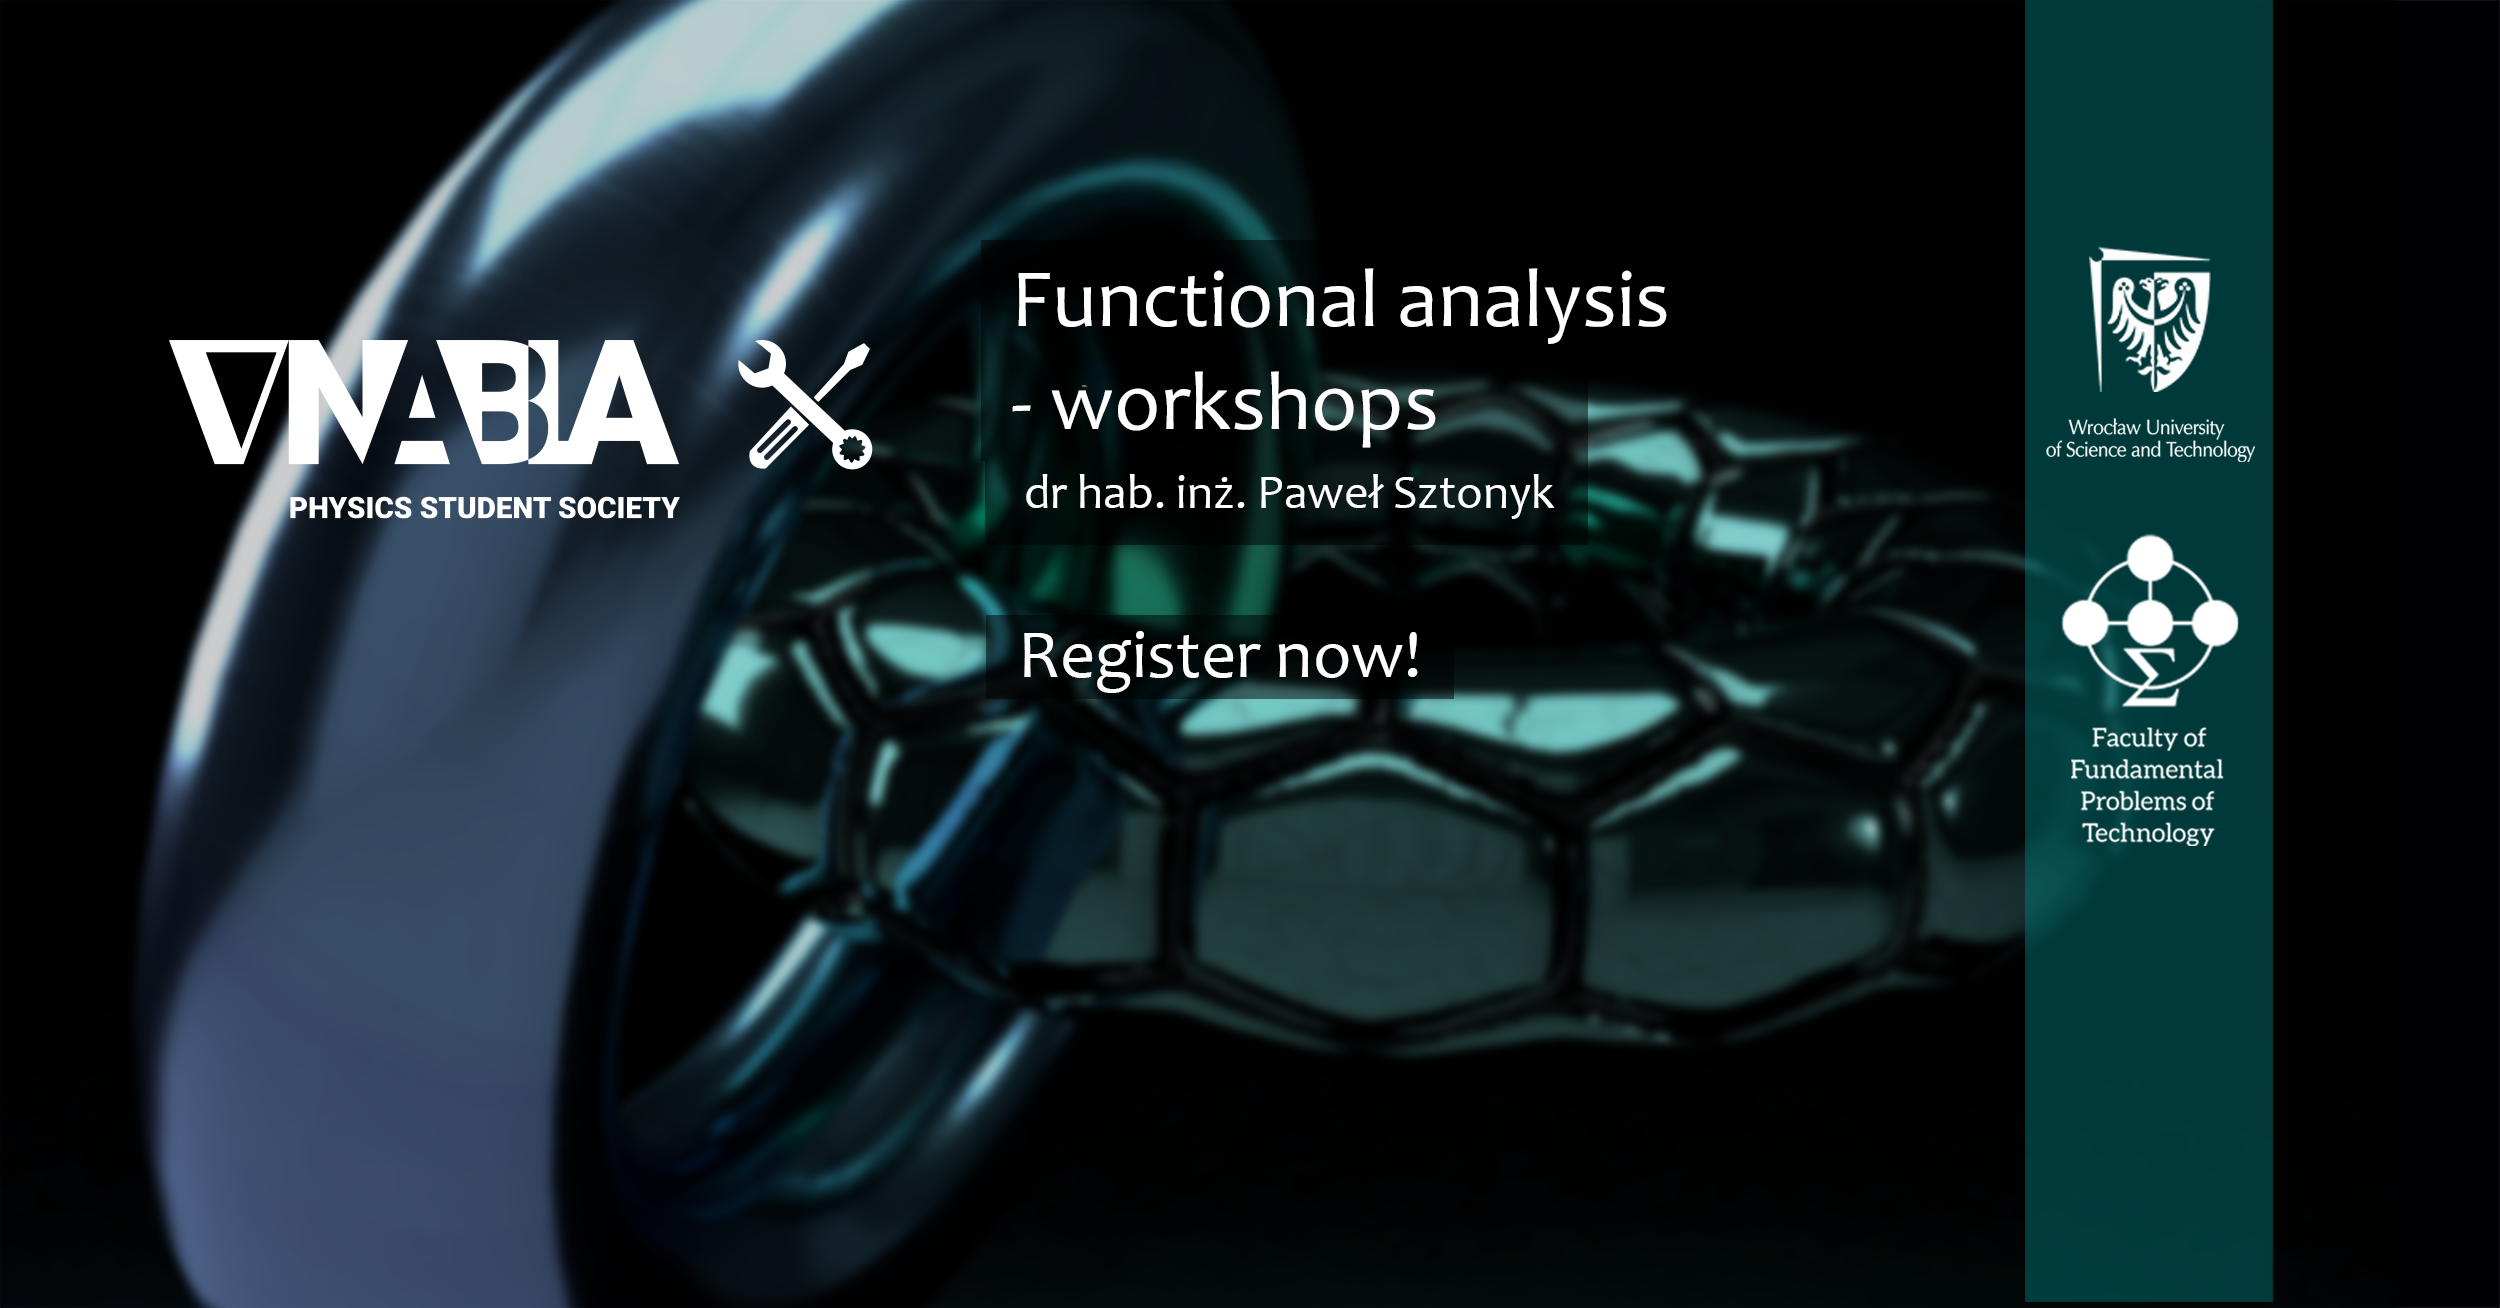 ∇NABLA
PHYSICS STUDENT SOCIETY
Functional analysis
- workshops
dr hab. inż. Paweł Sztonyk
Register now!
Wrocław University
of Science and Technology
Σ
Faculty of
Fundamental
Problems of
Technology